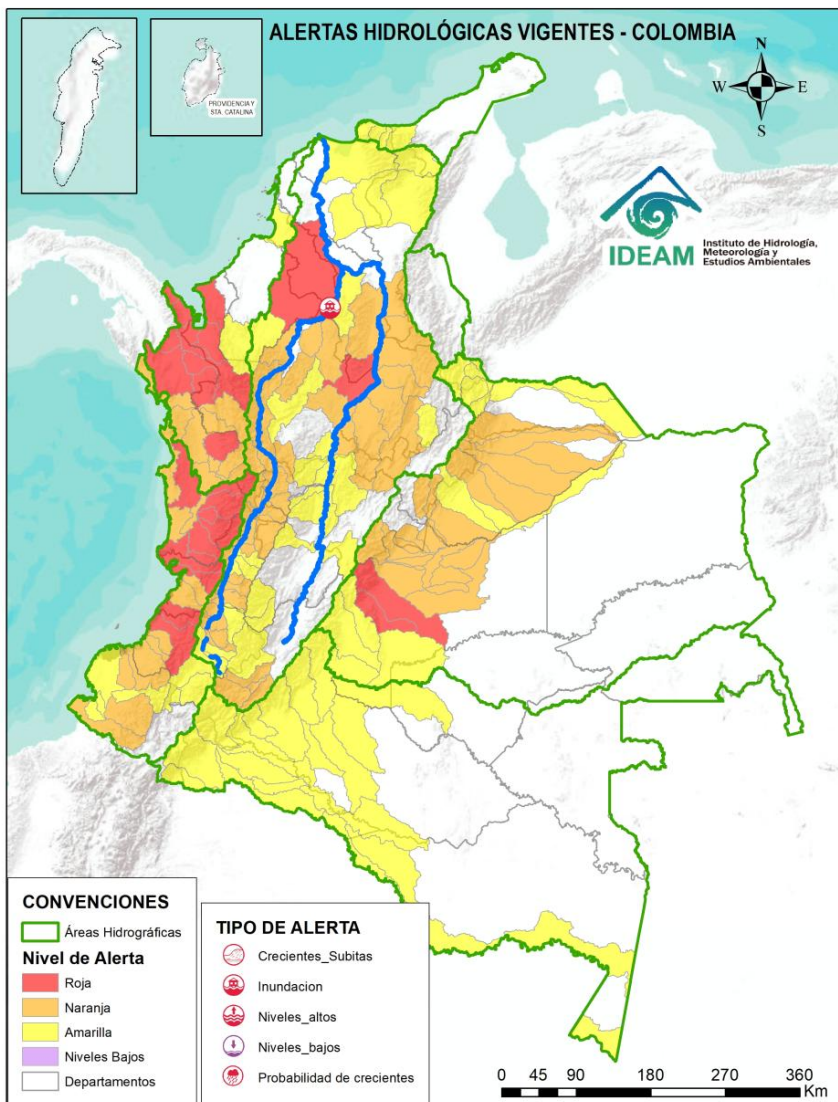 ALERTAS HIDROLÓGICAS VIGENTES - COLOMBIA
PROVIDENCIA Y
STA. CATALINA
N
W
E
S
IDEAM
Instituto de Hidrología,
Meteorología y
Estudios Ambientales
CONVENCIONES
Áreas Hidrográficas
Nivel de Alerta
Roja
Naranja
Amarilla
Niveles Bajos
Departamentos
TIPO DE ALERTA
Crecientes_Subitas
Inundacion
Niveles_altos
Niveles_bajos
Probabilidad de crecientes
0 45 90 180 270 360
Km